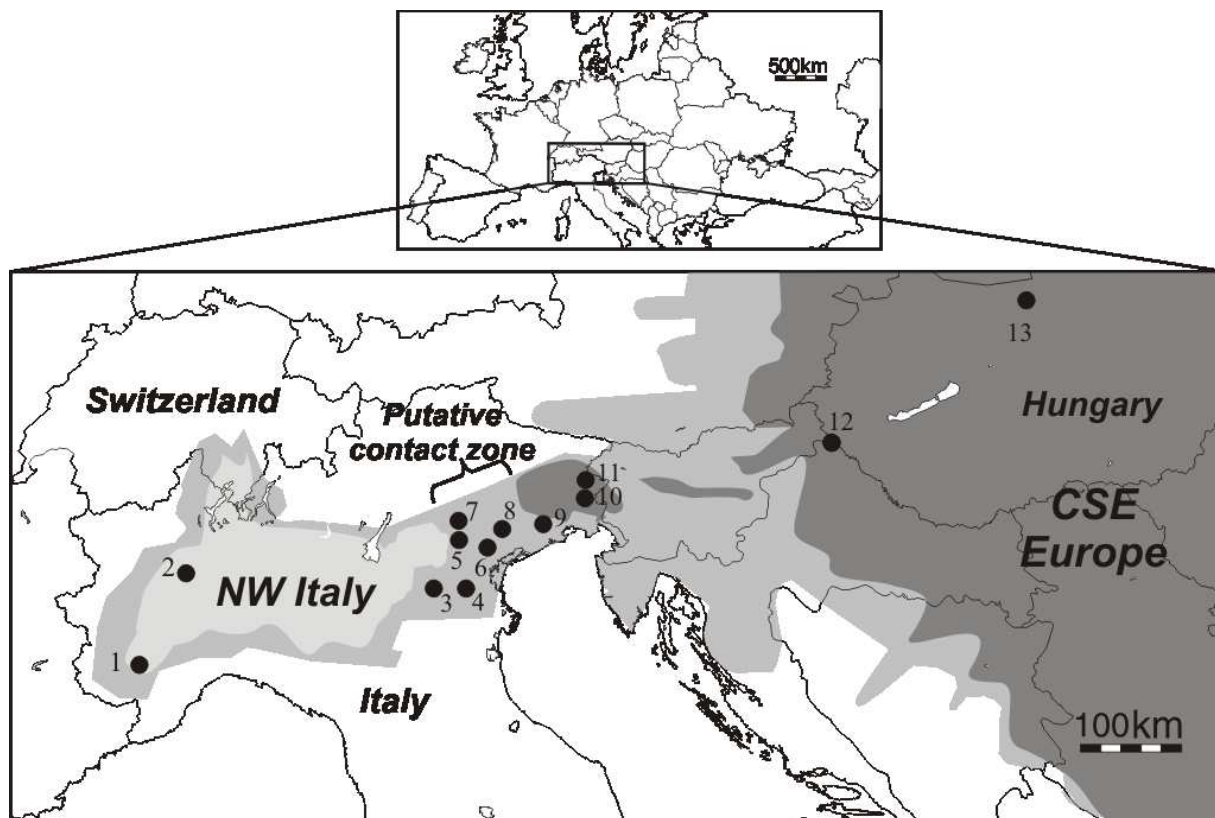 500km
Switzerland
Putative
contact zone
Hungary
CSE
Europe
NW Italy
Italy
100km
1
2
3
4
5
6
7
8
9
10
11
12
13